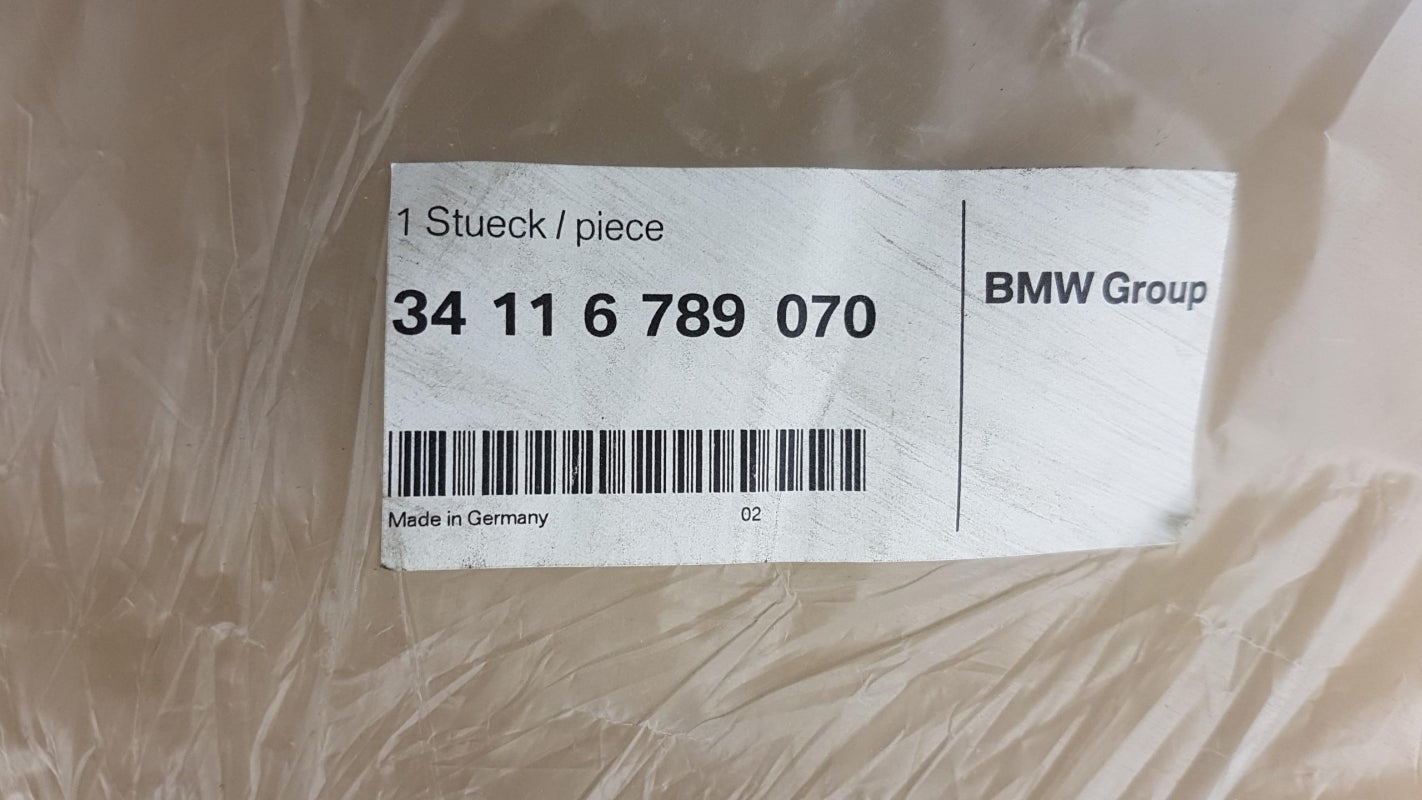 1 Stueck / piece
34 11 6 789 070
BMW Group
Made in Germany
02